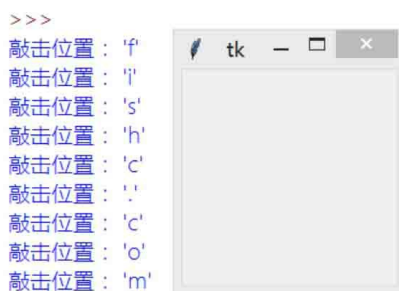 >>>
敲击位置： 'f'
敲击位置： 'i'
敲击位置： 's'
敲击位置： 'h'
敲击位置： 'c'
敲击位置： '.'
敲击位置： 'c'
敲击位置： 'o'
敲击位置： 'm'
tk